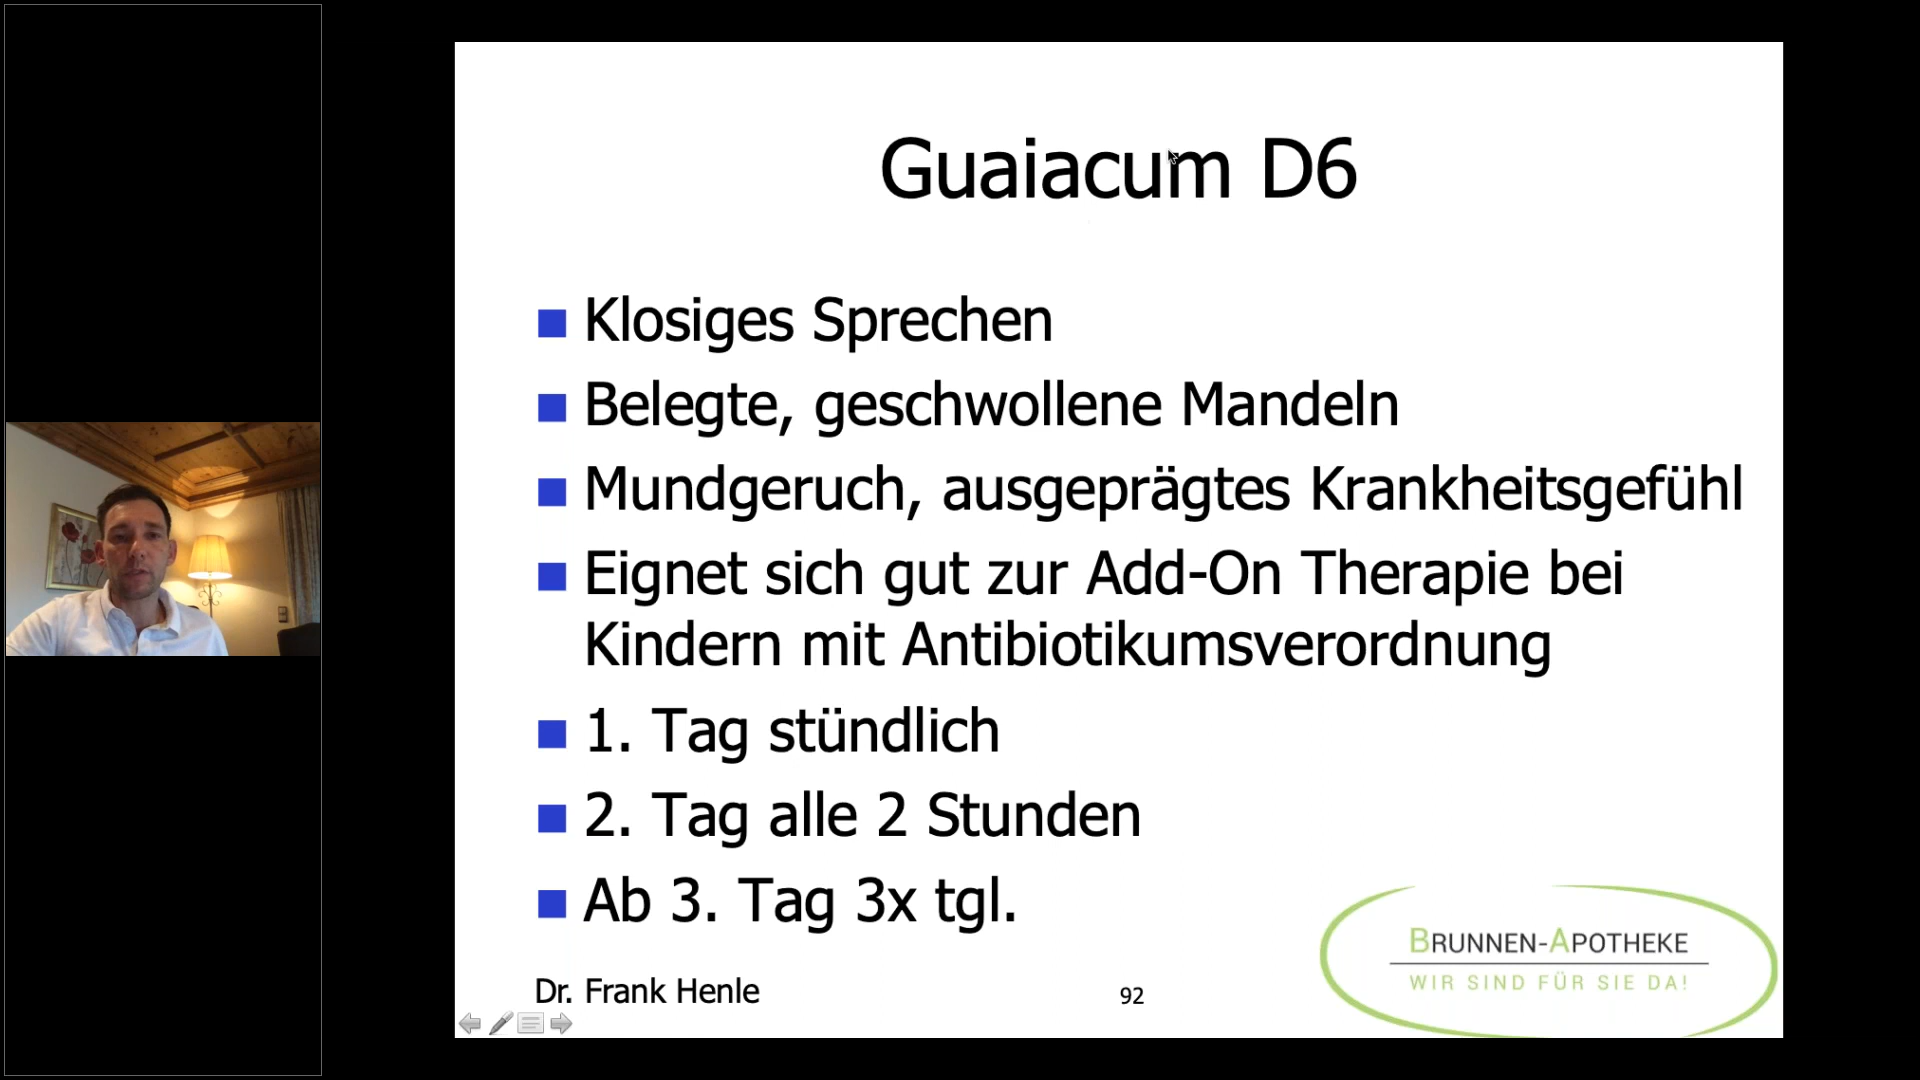 Guaiacum D6
Klosiges Sprechen
Belegte, geschwollene Mandeln
Mundgeruch, ausgeprägtes Krankheitsgefühl
Eignet sich gut zur Add-On Therapie bei
Kindern mit Antibiotikumsverordnung
1. Tag stündlich
2. Tag alle 2 Stunden
Ab 3. Tag 3x tgl.
BRUNNEN-APOTHEKE
WIR SIND FÜR SIE DA!
Dr. Frank Henle
92